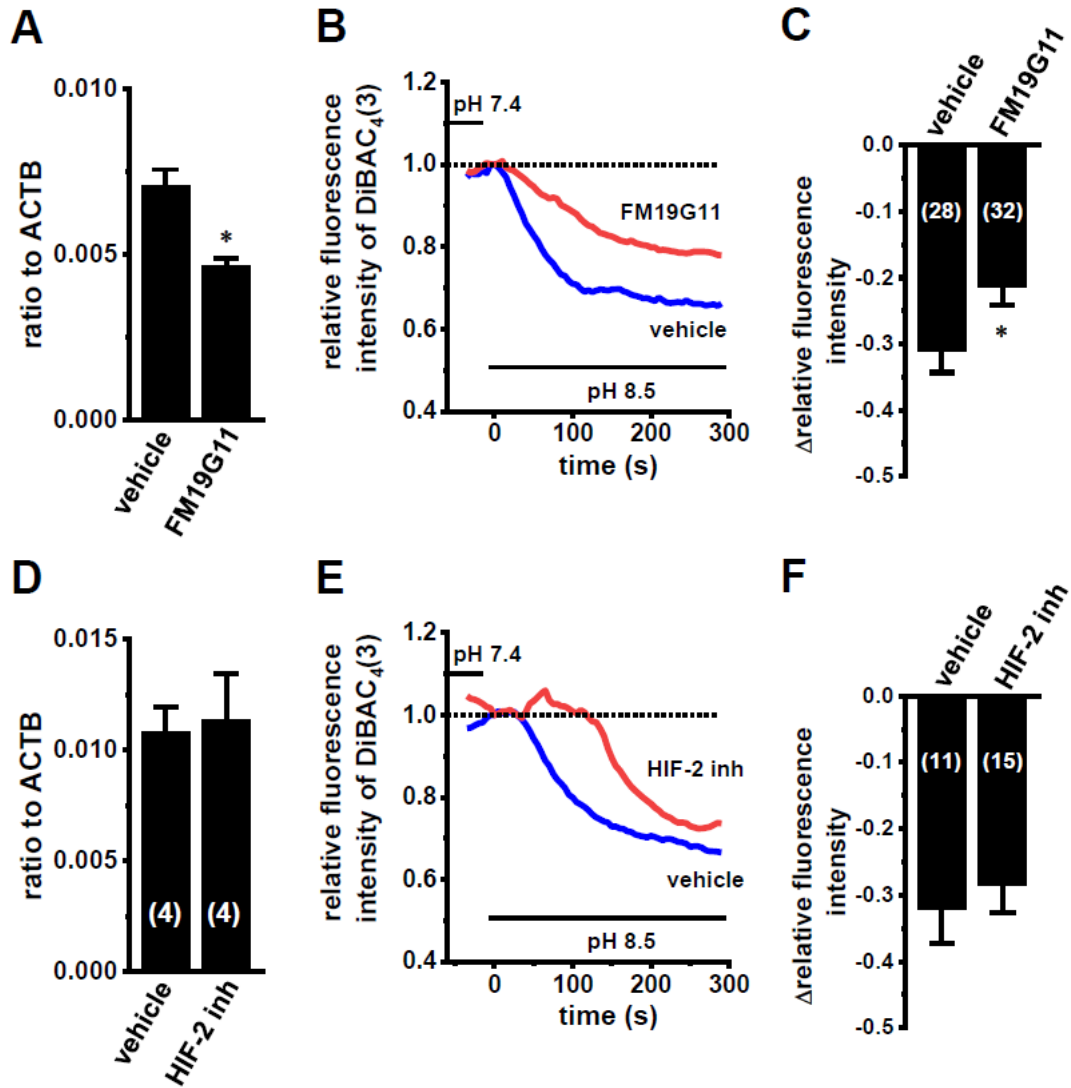 A
ratio to ACTB
0.010
0.005
0.000
*
vehicle
FM19G11
B
relative fluorescence
intensity of DiBAC4(3)
1.2
1.0
0.8
0.6
0.4
pH 7.4
FM19G11
vehicle
pH 8.5
0
100
200
300
time (s)
C
vehicle
FM19G11
Δrelative fluorescence
intensity
0.0
-0.1
-0.2
-0.3
-0.4
-0.5
(28)
(32)
*
D
ratio to ACTB
0.015
0.010
0.005
0.000
(4)
(4)
vehicle
HIF-2 inh
E
relative fluorescence
intensity of DiBAC4(3)
1.2
1.0
0.8
0.6
0.4
pH 7.4
HIF-2 inh
vehicle
pH 8.5
0
100
200
300
time (s)
F
vehicle
HIF-2 inh
Δrelative fluorescence
intensity
0.0
-0.1
-0.2
-0.3
-0.4
-0.5
(11)
(15)